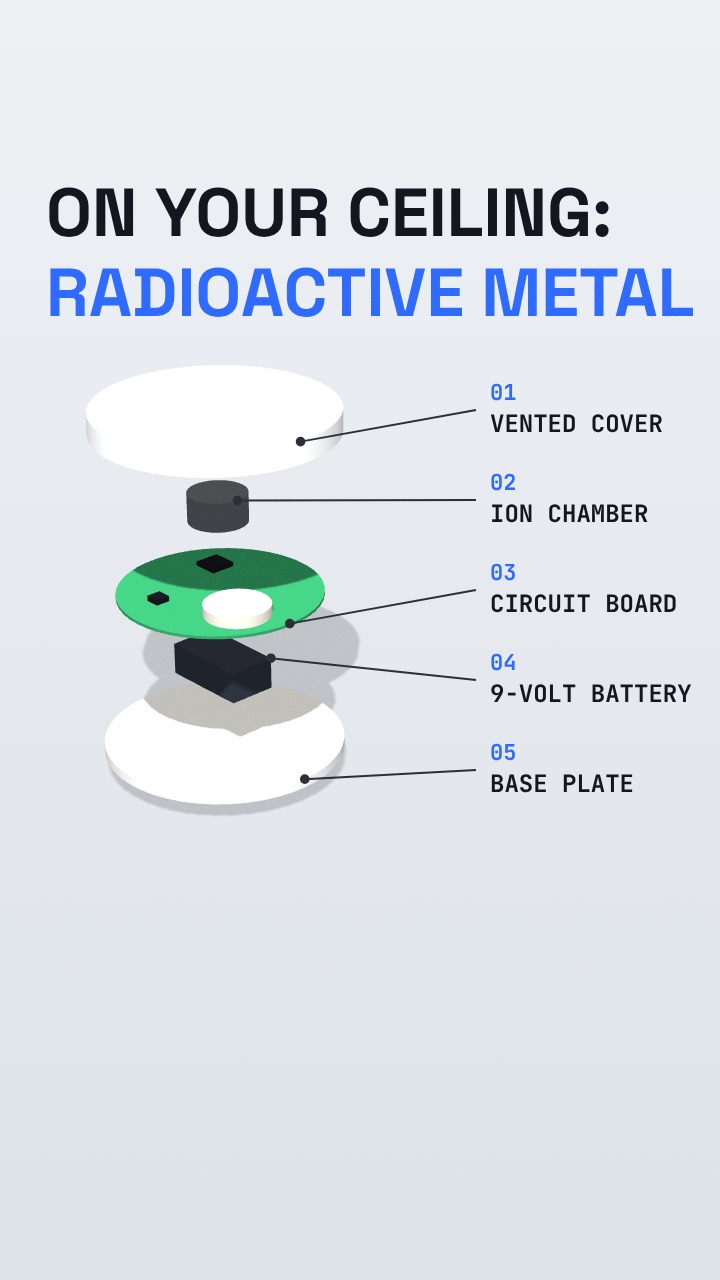 ON YOUR CEILING:
RADIOACTIVE METAL
01
VENTED COVER
02
ION CHAMBER
03
CIRCUIT BOARD
04
9-VOLT BATTERY
05
BASE PLATE